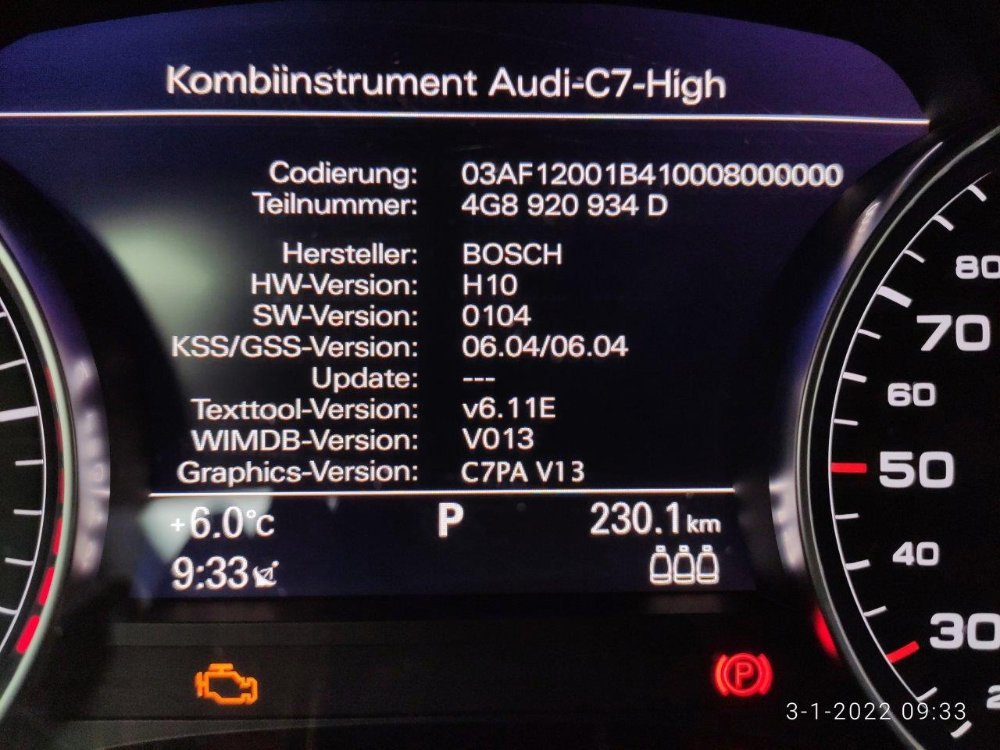 Kombiinstrument Audi-C7-High
Codierung: 03AF12001B410008000000
Teilnummer: 4G8 920 934 D
Hersteller: BOSCH
HW-Version: H10
SW-Version: 0104
KSS/GSS-Version: 06.04/06.04
Update: ---
Texttool-Version: v6.11E
WIMDB-Version: V013
Graphics-Version: C7PA V13
+6.0°C P 230.1 km
9:33
80
70
60
50
40
30
P
3-1-2022 09:33